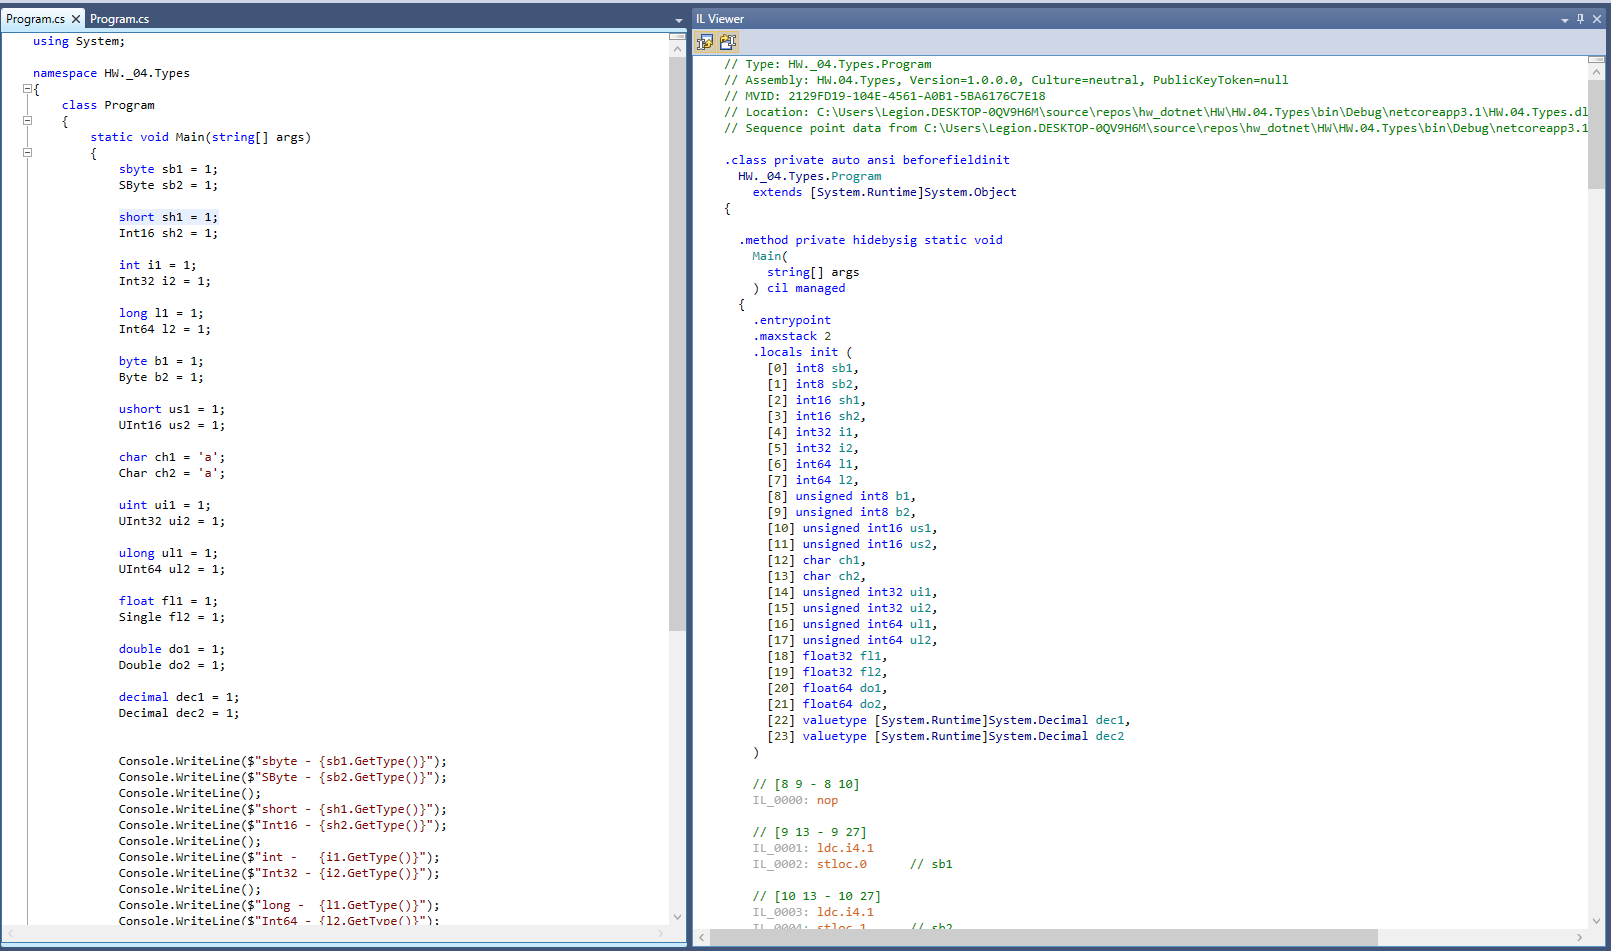 Program.cs
Program.cs
using System;
namespace HW._04.Types
{
class Program
{
static void Main(string[] args)
{
sbyte sb1 = 1;
SByte sb2 = 1;
short sh1 = 1;
Int16 sh2 = 1;
int i1 = 1;
Int32 i2 = 1;
long l1 = 1;
Int64 l2 = 1;
byte b1 = 1;
Byte b2 = 1;
ushort us1 = 1;
UInt16 us2 = 1;
char ch1 = 'a';
Char ch2 = 'a';
uint ui1 = 1;
UInt32 ui2 = 1;
ulong ul1 = 1;
UInt64 ul2 = 1;
float fl1 = 1;
Single fl2 = 1;
double do1 = 1;
Double do2 = 1;
decimal dec1 = 1;
Decimal dec2 = 1;
Console.WriteLine($"sbyte - {sb1.GetType()}");
Console.WriteLine($"SByte - {sb2.GetType()}");
Console.WriteLine();
Console.WriteLine($"short - {sh1.GetType()}");
Console.WriteLine($"Int16 - {sh2.GetType()}");
Console.WriteLine();
Console.WriteLine($"int -   {i1.GetType()}");
Console.WriteLine($"Int32 - {i2.GetType()}");
Console.WriteLine();
Console.WriteLine($"long -  {l1.GetType()}");
Console.WriteLine($"Int64 - {l2.GetType()}");
IL Viewer
// Type: HW._04.Types.Program
// Assembly: HW.04.Types, Version=1.0.0.0, Culture=neutral, PublicKeyToken=null
// MVID: 2129FD19-104E-4561-A0B1-5BA6176C7E18
// Location: C:\Users\Legion.DESKTOP-0QV9H6M\source\repos\hw_dotnet\HW\HW.04.Types\bin\Debug\netcoreapp3.1\HW.04.Types.dl
// Sequence point data from C:\Users\Legion.DESKTOP-0QV9H6M\source\repos\hw_dotnet\HW\HW.04.Types\bin\Debug\netcoreapp3.1
.class private auto ansi beforefieldinit
HW._04.Types.Program
extends [System.Runtime]System.Object
{
.method private hidebysig static void
Main(
string[] args
) cil managed
{
.entrypoint
.maxstack 2
.locals init (
[0] int8 sb1,
[1] int8 sb2,
[2] int16 sh1,
[3] int16 sh2,
[4] int32 i1,
[5] int32 i2,
[6] int64 l1,
[7] int64 l2,
[8] unsigned int8 b1,
[9] unsigned int8 b2,
[10] unsigned int16 us1,
[11] unsigned int16 us2,
[12] char ch1,
[13] char ch2,
[14] unsigned int32 ui1,
[15] unsigned int32 ui2,
[16] unsigned int64 ul1,
[17] unsigned int64 ul2,
[18] float32 fl1,
[19] float32 fl2,
[20] float64 do1,
[21] float64 do2,
[22] valuetype [System.Runtime]System.Decimal dec1,
[23] valuetype [System.Runtime]System.Decimal dec2
)
// [8 9 - 8 10]
IL_0000: nop
// [9 13 - 9 27]
IL_0001: ldc.i4.1
IL_0002: stloc.0      // sb1
// [10 13 - 10 27]
IL_0003: ldc.i4.1
IL_0004: stloc.1      // sb2